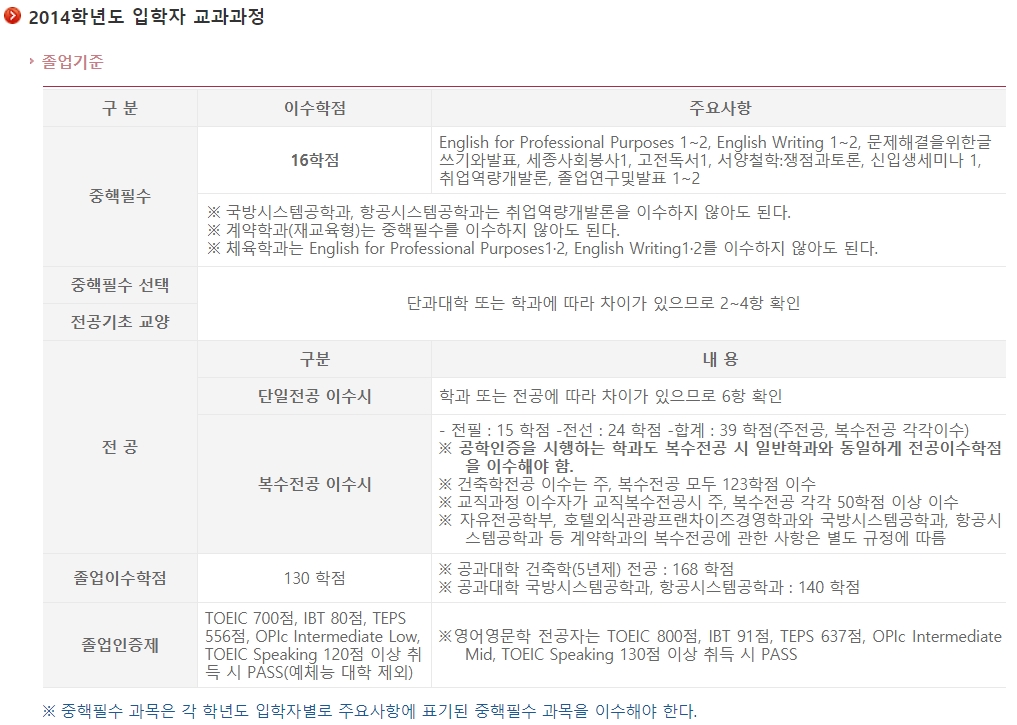 2014학년도 입학자 교과과정
졸업기준
구 분
이수학점
주요사항
중핵필수
16학점
English for Professional Purposes 1~2, English Writing 1~2, 문제해결을위한글
쓰기와발표, 세종사회봉사1, 고전독서1, 서양철학:쟁점과토론, 신입생세미나 1,
취업역량개발론, 졸업연구및발표 1~2
※ 국방시스템공학과, 항공시스템공학과는 취업역량개발론을 이수하지 않아도 된다.
※ 계약학과(재교육형)는 중핵필수를 이수하지 않아도 된다.
※ 체육학과는 English for Professional Purposes1·2, English Writing1·2를 이수하지 않아도 된다.
중핵필수 선택
전공기초 교양
단과대학 또는 학과에 따라 차이가 있으므로 2~4항 확인
전 공
구분
내 용
단일전공 이수시
학과 또는 전공에 따라 차이가 있으므로 6항 확인
복수전공 이수시
- 전필 : 15 학점 -전선 : 24 학점 -합계 : 39 학점(주전공, 복수전공 각각이수)
※ 공학인증을 시행하는 학과도 복수전공 시 일반학과와 동일하게 전공이수학점
을 이수해야 함.
※ 건축학전공 이수는 주, 복수전공 모두 123학점 이수
※ 교직과정 이수자가 교직복수전공시 주, 복수전공 각각 50학점 이상 이수
※ 자유전공학부, 호텔외식관광프랜차이즈경영학과와 국방시스템공학과, 항공시
스템공학과 등 계약학과의 복수전공에 관한 사항은 별도 규정에 따름
졸업이수학점
130 학점
※ 공과대학 건축학(5년제) 전공 : 168 학점
※ 공과대학 국방시스템공학과, 항공시스템공학과 : 140 학점
졸업인증제
TOEIC 700점, IBT 80점, TEPS
556점, OPIc Intermediate Low,
TOEIC Speaking 120점 이상 취
득 시 PASS(예체능 대학 제외)
※영어영문학 전공자는 TOEIC 800점, IBT 91점, TEPS 637점, OPIc Intermediate
Mid, TOEIC Speaking 130점 이상 취득 시 PASS
※ 중핵필수 과목은 각 학년도 입학자별로 주요사항에 표기된 중핵필수 과목을 이수해야 한다.